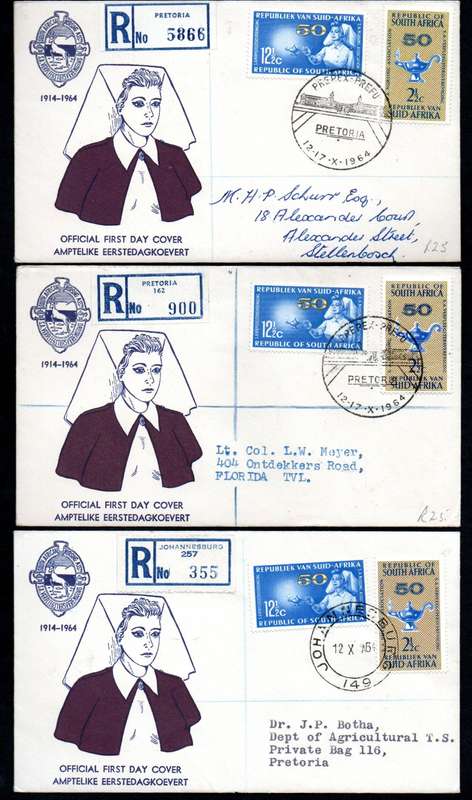 PRETORIA
R No 5866
1914-1964
OFFICIAL FIRST DAY COVER
AMPTELIKE EERSTEDAGKOEVERT
REPUBLIEK VAN SUID-AFRIKA
50
12½c
REPUBLIC OF SOUTH AFRICA
REPUBLIC OF SOUTH AFRICA
50
2½c
REPUBLIEK VAN SUID-AFRIKA
PREPEX-PREFU
PRETORIA
12-17-X-1964
M. H. P. Schurr Esq.,
18 Alexander Court,
Alexander Street,
Stellenbosch.
R25
PRETORIA
162
R No 900
1914-1964
OFFICIAL FIRST DAY COVER
AMPTELIKE EERSTEDAGKOEVERT
REPUBLIEK VAN SUID-AFRIKA
50
12½c
REPUBLIC OF SOUTH AFRICA
REPUBLIC OF SOUTH AFRICA
50
2½
REPUBLIEK VAN SUID-AFRIKA
PREPEX-PREFU
PRETORIA
12-17-X-1964
Lt. Col. L.W. Meyer,
404 Ontdekkers Road,
FLORIDA TVL.
R25
JOHANNESBURG
257
R No 355
1914-1964
OFFICIAL FIRST DAY COVER
AMPTELIKE EERSTEDAGKOEVERT
REPUBLIEK VAN SUID-AFRIKA
50
12½c
REPUBLIC OF SOUTH AFRICA
REPUBLIC OF SOUTH AFRICA
50
2½c
REPUBLIEK VAN SUID-AFRIKA
JOHANNESBURG
12 X 64
149
Dr. J.P. Botha,
Dept of Agricultural T.S.
Private Bag 116,
Pretoria